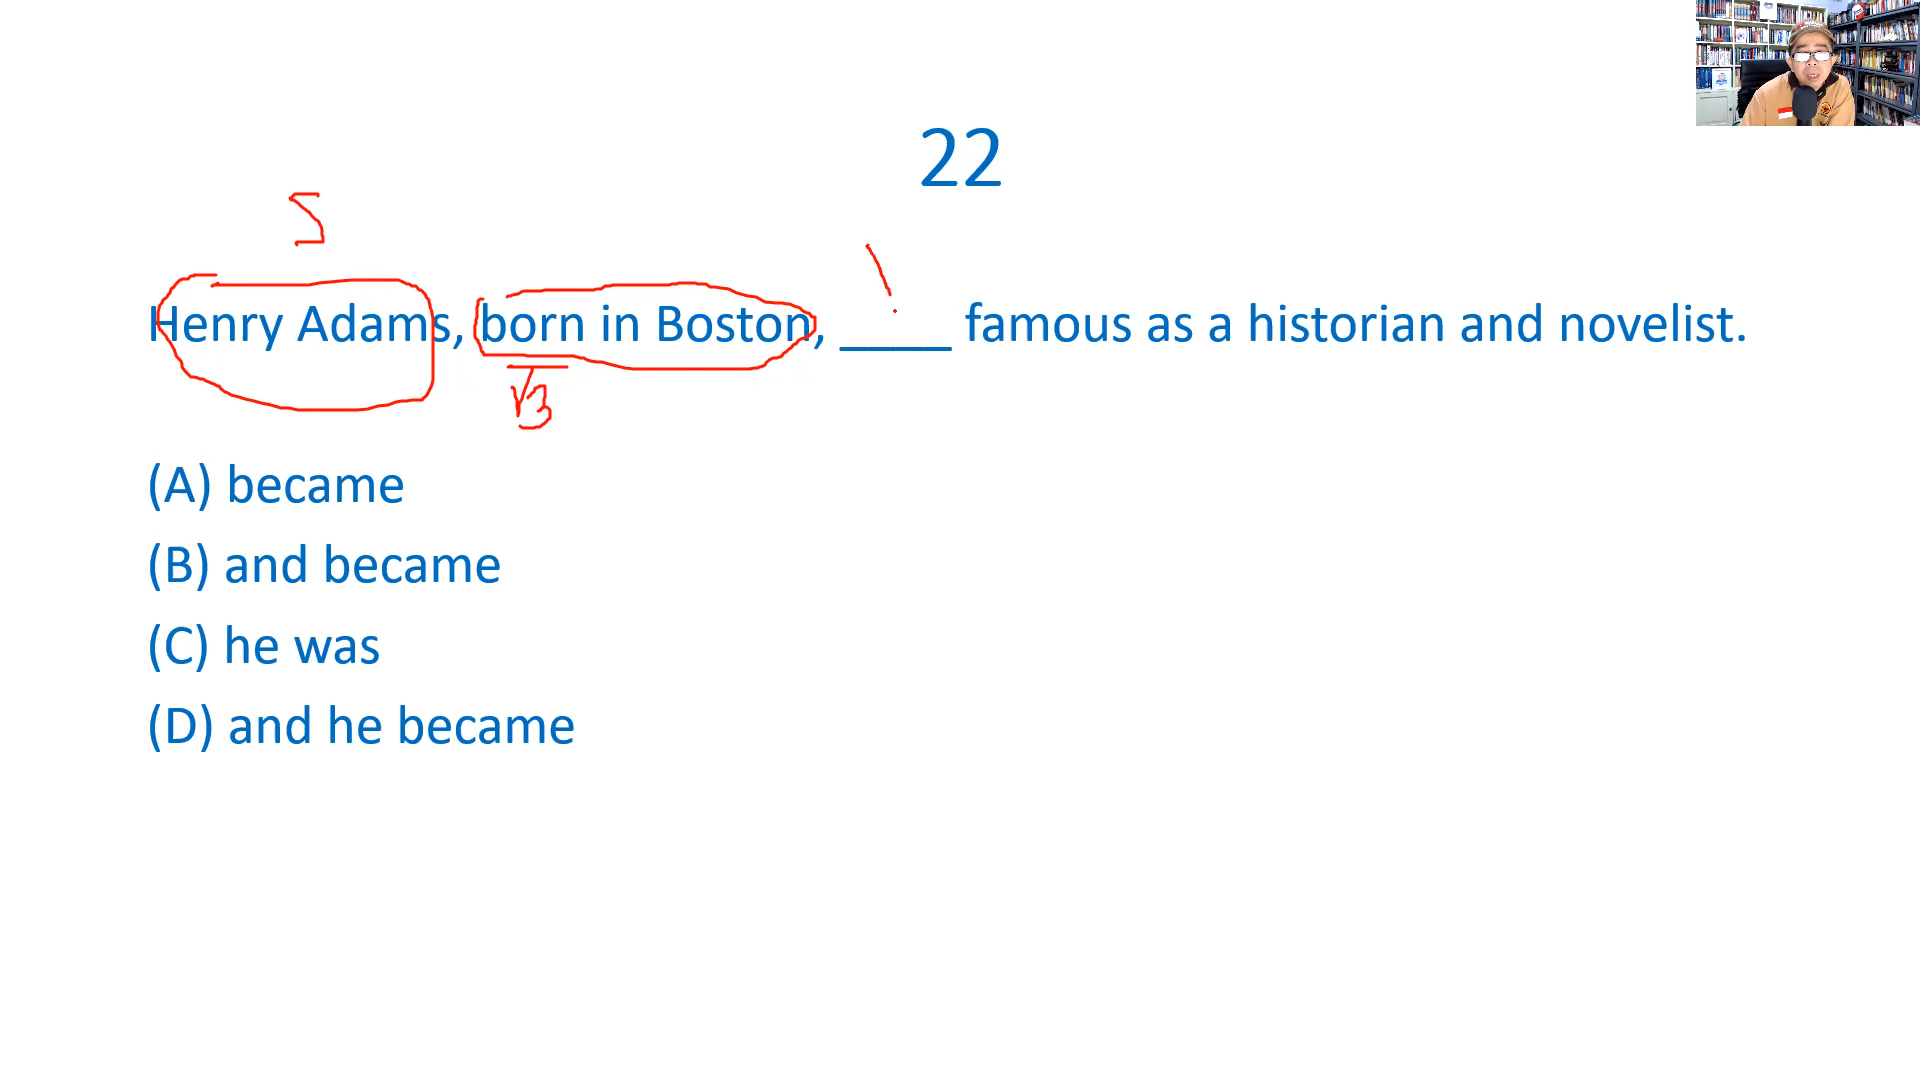 22
S
Henry Adams, born in Boston, ____ famous as a historian and novelist.
V3
(A) became
(B) and became
(C) he was
(D) and he became